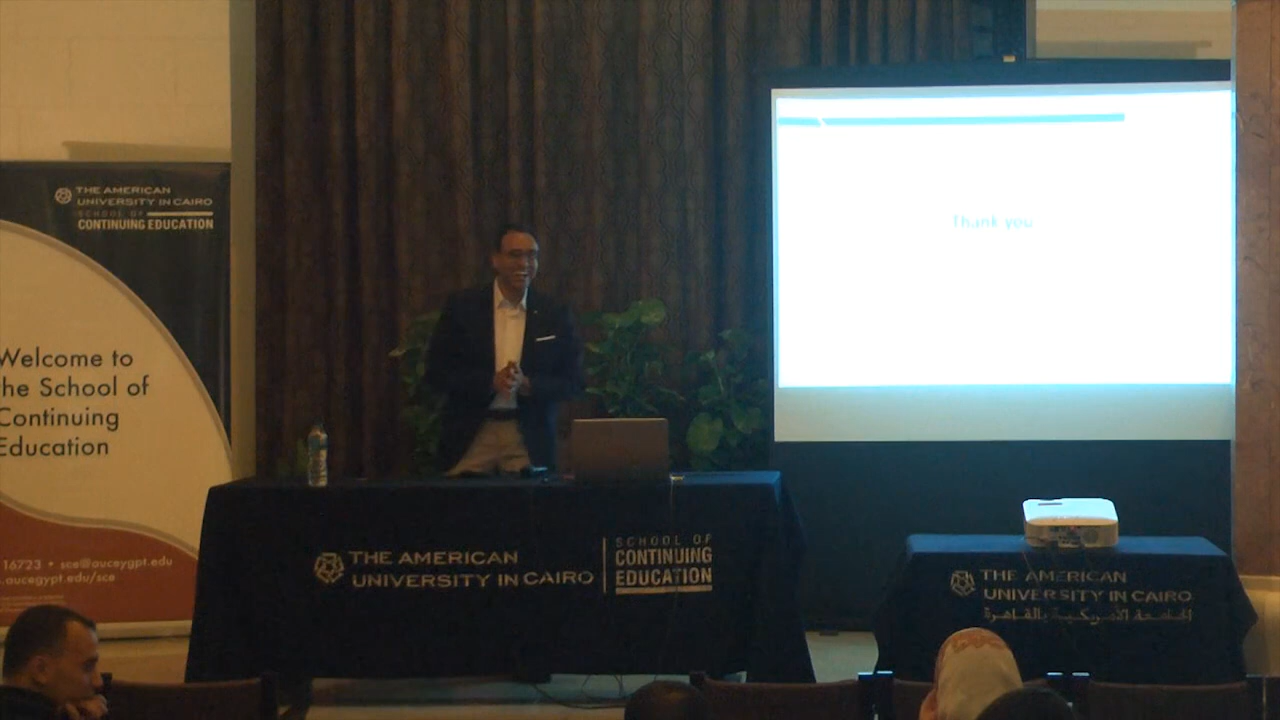 THE AMERICAN
UNIVERSITY IN CAIRO
SCHOOL OF
CONTINUING EDUCATION
Welcome to
the School of
Continuing
Education
16723 • sce@aucegypt.edu
.aucegypt.edu/sce
Thank you
THE AMERICAN
UNIVERSITY IN CAIRO
SCHOOL OF
CONTINUING
EDUCATION
THE AMERICAN
UNIVERSITY IN CAIRO
الجامعة الأمريكية بالقاهرة